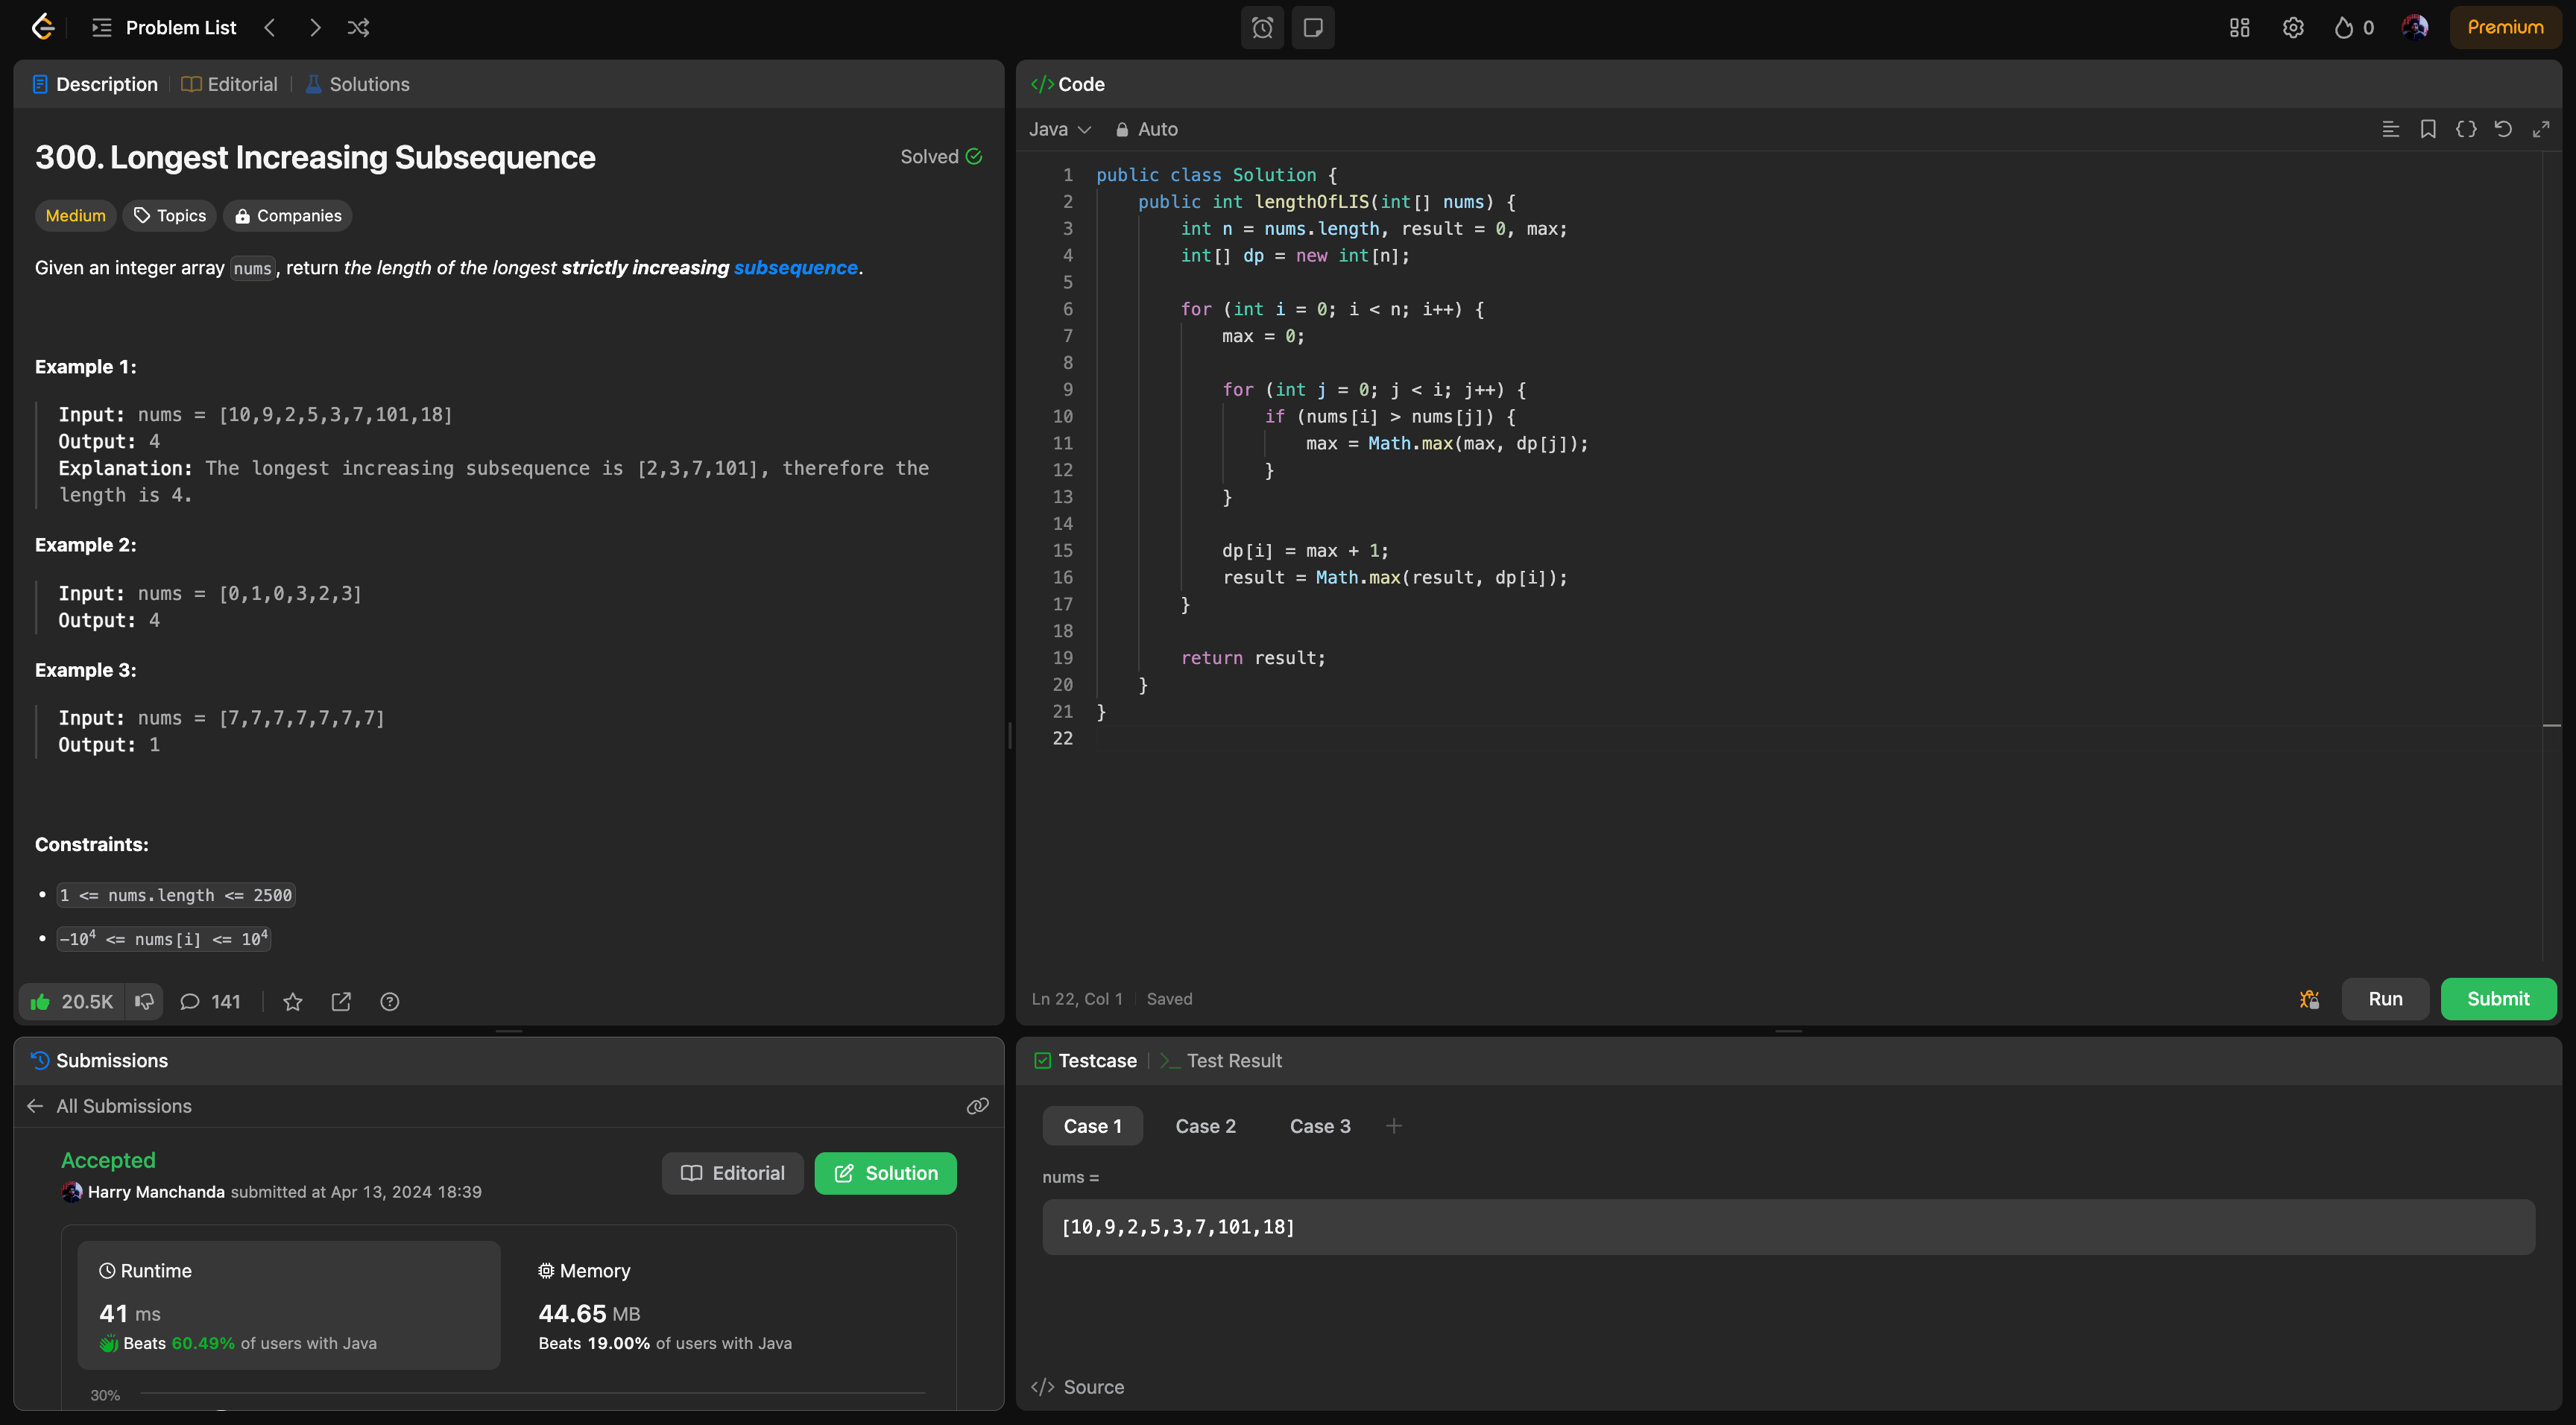 Problem List
0
Premium
Description
Editorial
Solutions
300. Longest Increasing Subsequence
Solved
Medium
Topics
Companies
Given an integer array nums, return the length of the longest strictly increasing subsequence.
Example 1:
Input: nums = [10,9,2,5,3,7,101,18]
Output: 4
Explanation: The longest increasing subsequence is [2,3,7,101], therefore the
length is 4.
Example 2:
Input: nums = [0,1,0,3,2,3]
Output: 4
Example 3:
Input: nums = [7,7,7,7,7,7,7]
Output: 1
Constraints:
• 1 <= nums.length <= 2500
• -10⁴ <= nums[i] <= 10⁴
20.5K
141
Code
Java
Auto
1 public class Solution {
2     public int lengthOfLIS(int[] nums) {
3         int n = nums.length, result = 0, max;
4         int[] dp = new int[n];
5
6         for (int i = 0; i < n; i++) {
7             max = 0;
8
9             for (int j = 0; j < i; j++) {
10                 if (nums[i] > nums[j]) {
11                     max = Math.max(max, dp[j]);
12                 }
13             }
14
15             dp[i] = max + 1;
16             result = Math.max(result, dp[i]);
17         }
18
19         return result;
20     }
21 }
22
Ln 22, Col 1
Saved
Run
Submit
Submissions
All Submissions
Accepted
Harry Manchanda submitted at Apr 13, 2024 18:39
Editorial
Solution
Runtime
41 ms
Beats 60.49% of users with Java
Memory
44.65 MB
Beats 19.00% of users with Java
30%
Testcase
Test Result
Case 1
Case 2
Case 3
nums =
[10,9,2,5,3,7,101,18]
Source